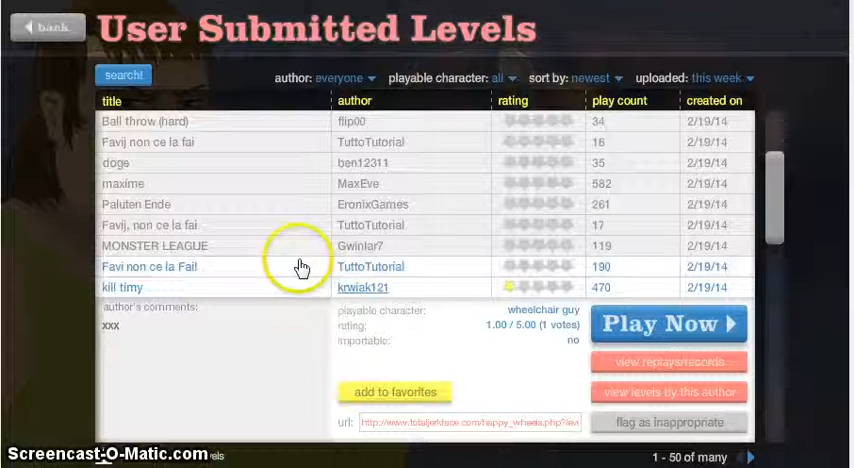 back
User Submitted Levels
search!
author: everyone playable character: all sort by: newest uploaded: this week
title author rating play count created on
Ball throw (hard) flip00 34 2/19/14
Favij non ce la fai TuttoTutorial 16 2/19/14
doge ben12311 35 2/19/14
maxime MaxEve 582 2/19/14
Paluten Ende EronixGames 261 2/19/14
Favij, non ce la fai TuttoTutorial 17 2/19/14
MONSTER LEAGUE Gwinlar7 119 2/19/14
Favi non ce la Fai! TuttoTutorial 190 2/19/14
kill timy krwiak121 470 2/19/14
author's comments:
xxx
playable character: wheelchair guy
rating: 1.00 / 5.00 (1 votes)
importable: no
Play Now
view replays/records
add to favorites
view levels by this author
url: http://www.totaljerkface.com/happy_wheels.php?lev
flag as inappropriate
Screencast-O-Matic.com
1 - 50 of many